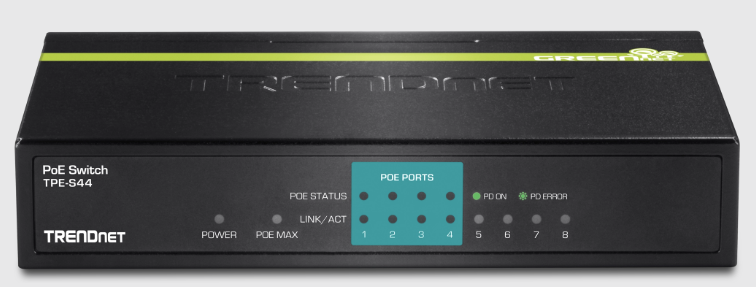 GREENnet
TRENDNET
PoE Switch
TPE-S44
POE PORTS
POE STATUS PD ON PD ERROR
LINK/ACT
POWER POE MAX 1 2 3 4 5 6 7 8
TRENDNET